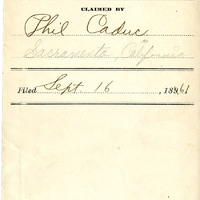 CLAIMED BY
Phil Caduc
Sacramento, California
Filed Sept. 16, 1861